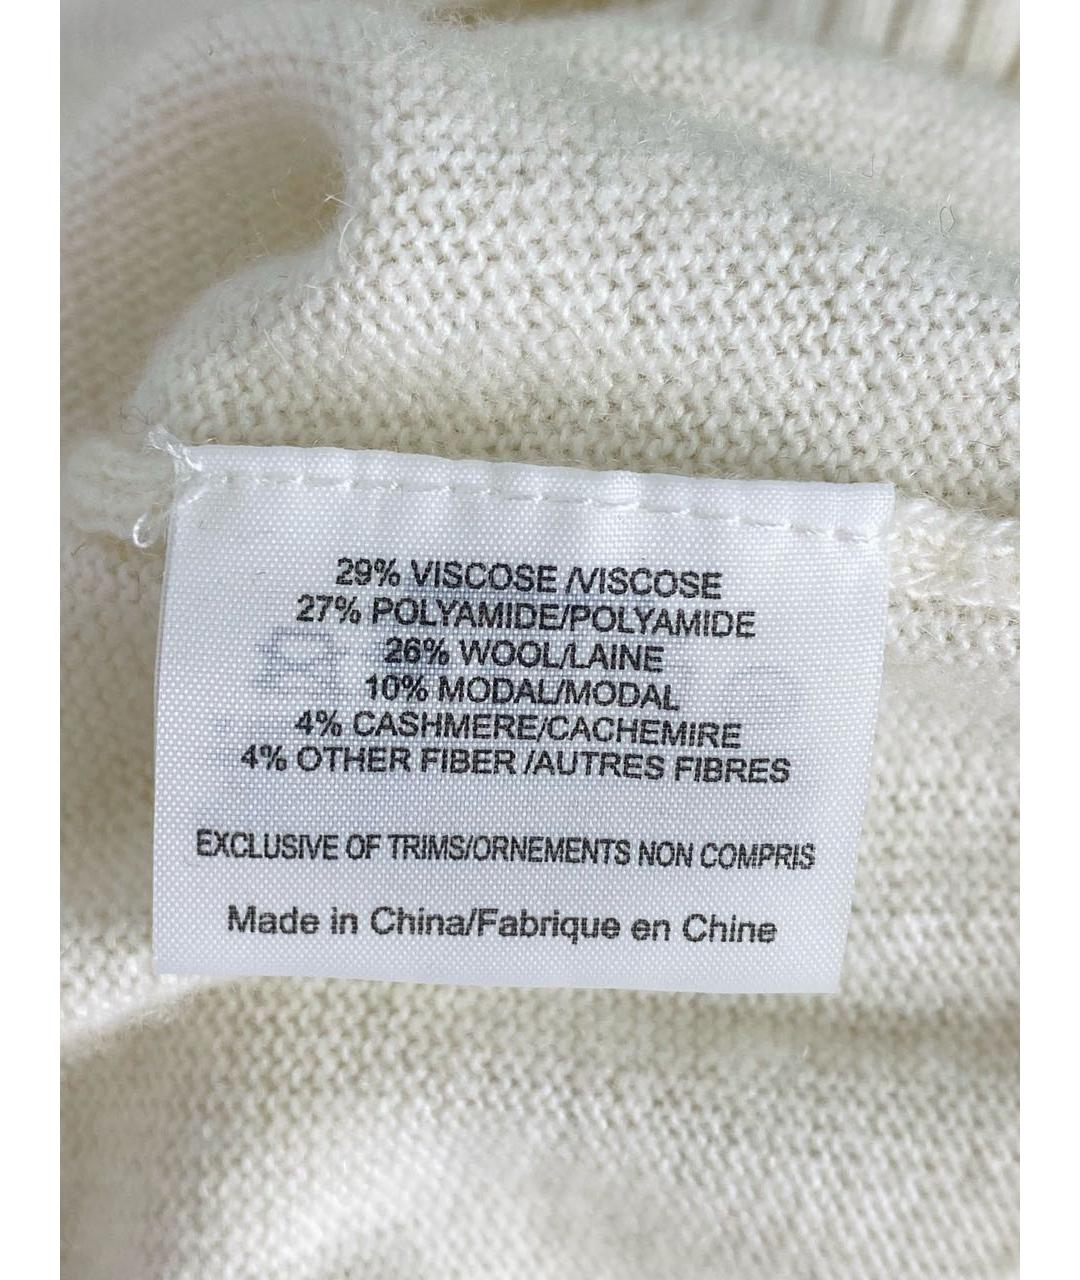 29% VISCOSE /VISCOSE
27% POLYAMIDE/POLYAMIDE
26% WOOL/LAINE
10% MODAL/MODAL
4% CASHMERE/CACHEMIRE
4% OTHER FIBER /AUTRES FIBRES
EXCLUSIVE OF TRIMS/ORNEMENTS NON COMPRIS
Made in China/Fabrique en Chine